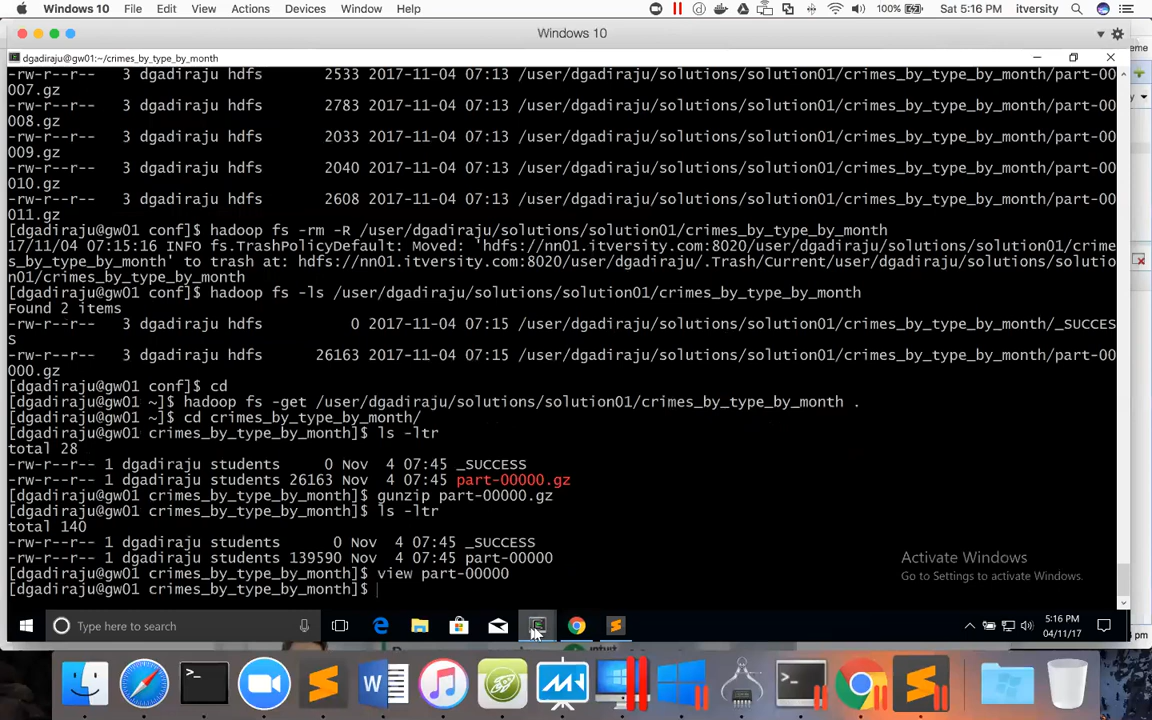 Windows 10 File Edit View Actions Devices Window Help 100% Sat 5:16 PM itversity
Windows 10
dgadiraju@gw01:~/crimes_by_type_by_month
-rw-r--r-- 3 dgadiraju hdfs 2533 2017-11-04 07:13 /user/dgadiraju/solutions/solution01/crimes_by_type_by_month/part-00
007.gz
-rw-r--r-- 3 dgadiraju hdfs 2783 2017-11-04 07:13 /user/dgadiraju/solutions/solution01/crimes_by_type_by_month/part-00
008.gz
-rw-r--r-- 3 dgadiraju hdfs 2033 2017-11-04 07:13 /user/dgadiraju/solutions/solution01/crimes_by_type_by_month/part-00
009.gz
-rw-r--r-- 3 dgadiraju hdfs 2040 2017-11-04 07:13 /user/dgadiraju/solutions/solution01/crimes_by_type_by_month/part-00
010.gz
-rw-r--r-- 3 dgadiraju hdfs 2608 2017-11-04 07:13 /user/dgadiraju/solutions/solution01/crimes_by_type_by_month/part-00
011.gz
[dgadiraju@gw01 conf]$ hadoop fs -rm -R /user/dgadiraju/solutions/solution01/crimes_by_type_by_month
17/11/04 07:15:16 INFO fs.TrashPolicyDefault: Moved: 'hdfs://nn01.itversity.com:8020/user/dgadiraju/solutions/solution01/crime
s_by_type_by_month' to trash at: hdfs://nn01.itversity.com:8020/user/dgadiraju/.Trash/Current/user/dgadiraju/solutions/solutio
n01/crimes_by_type_by_month
[dgadiraju@gw01 conf]$ hadoop fs -ls /user/dgadiraju/solutions/solution01/crimes_by_type_by_month
Found 2 items
-rw-r--r-- 3 dgadiraju hdfs 0 2017-11-04 07:15 /user/dgadiraju/solutions/solution01/crimes_by_type_by_month/_SUCCES
S
-rw-r--r-- 3 dgadiraju hdfs 26163 2017-11-04 07:15 /user/dgadiraju/solutions/solution01/crimes_by_type_by_month/part-00
000.gz
[dgadiraju@gw01 conf]$ cd
[dgadiraju@gw01 ~]$ hadoop fs -get /user/dgadiraju/solutions/solution01/crimes_by_type_by_month .
[dgadiraju@gw01 ~]$ cd crimes_by_type_by_month/
[dgadiraju@gw01 crimes_by_type_by_month]$ ls -ltr
total 28
-rw-r--r-- 1 dgadiraju students 0 Nov 4 07:45 _SUCCESS
-rw-r--r-- 1 dgadiraju students 26163 Nov 4 07:45 part-00000.gz
[dgadiraju@gw01 crimes_by_type_by_month]$ gunzip part-00000.gz
[dgadiraju@gw01 crimes_by_type_by_month]$ ls -ltr
total 140
-rw-r--r-- 1 dgadiraju students 0 Nov 4 07:45 _SUCCESS
-rw-r--r-- 1 dgadiraju students 139590 Nov 4 07:45 part-00000
[dgadiraju@gw01 crimes_by_type_by_month]$ view part-00000
[dgadiraju@gw01 crimes_by_type_by_month]$
Activate Windows
Go to Settings to activate Windows.
Type here to search
5:16 PM
04/11/17